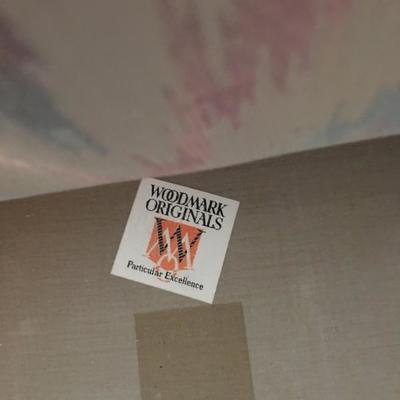 WOODMARK
ORIGINALS
W
Particular Excellence